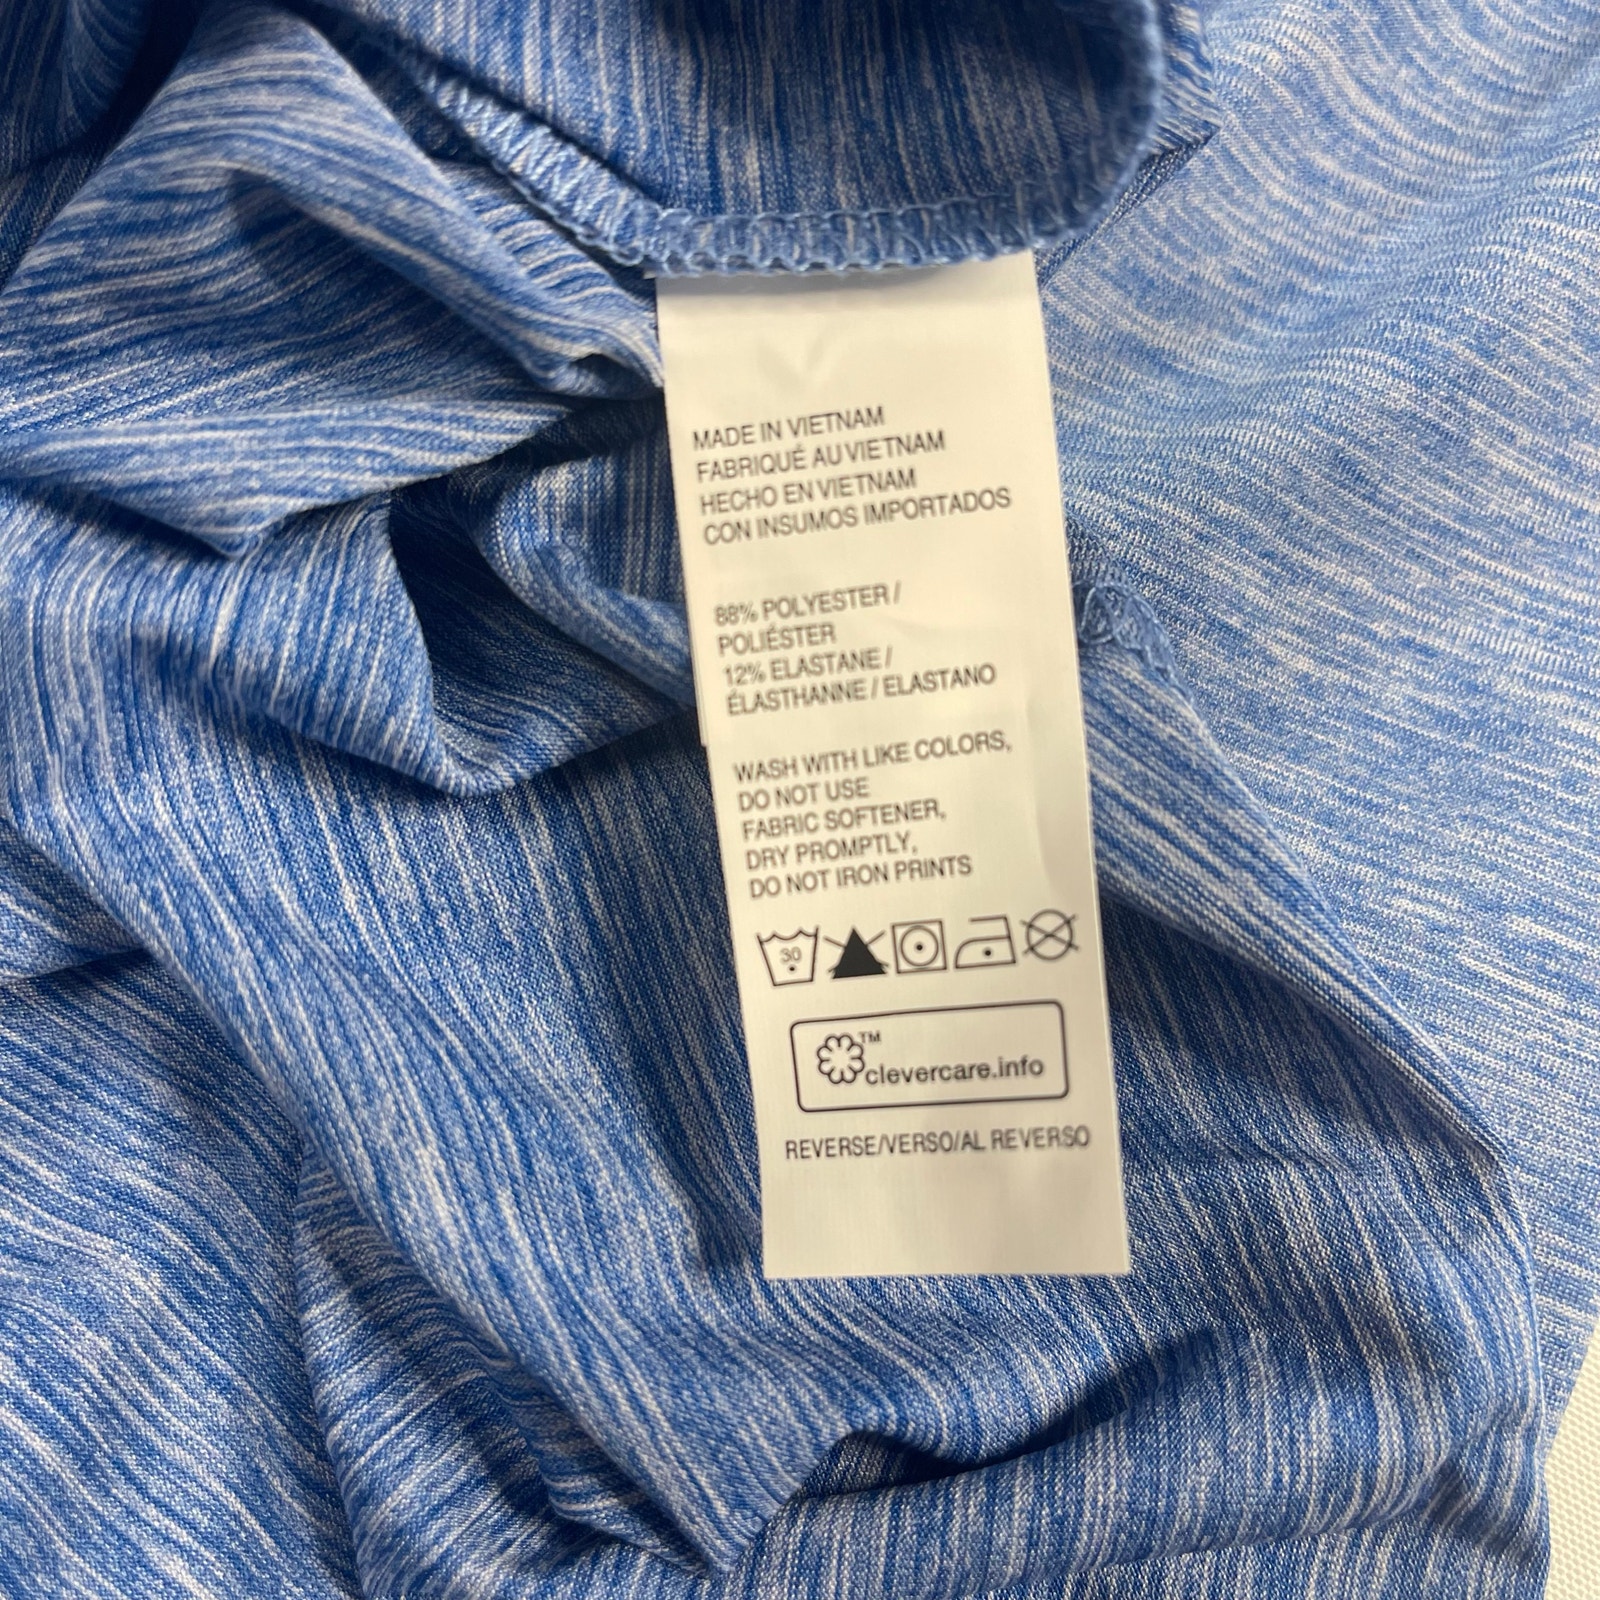 MADE IN VIETNAM
FABRIQUÉ AU VIETNAM
HECHO EN VIETNAM
CON INSUMOS IMPORTADOS
88% POLYESTER /
POLIÉSTER
12% ELASTANE /
ÉLASTHANNE / ELASTANO
WASH WITH LIKE COLORS,
DO NOT USE
FABRIC SOFTENER,
DRY PROMPTLY,
DO NOT IRON PRINTS
30
TM
clevercare.info
REVERSE/VERSO/AL REVERSO